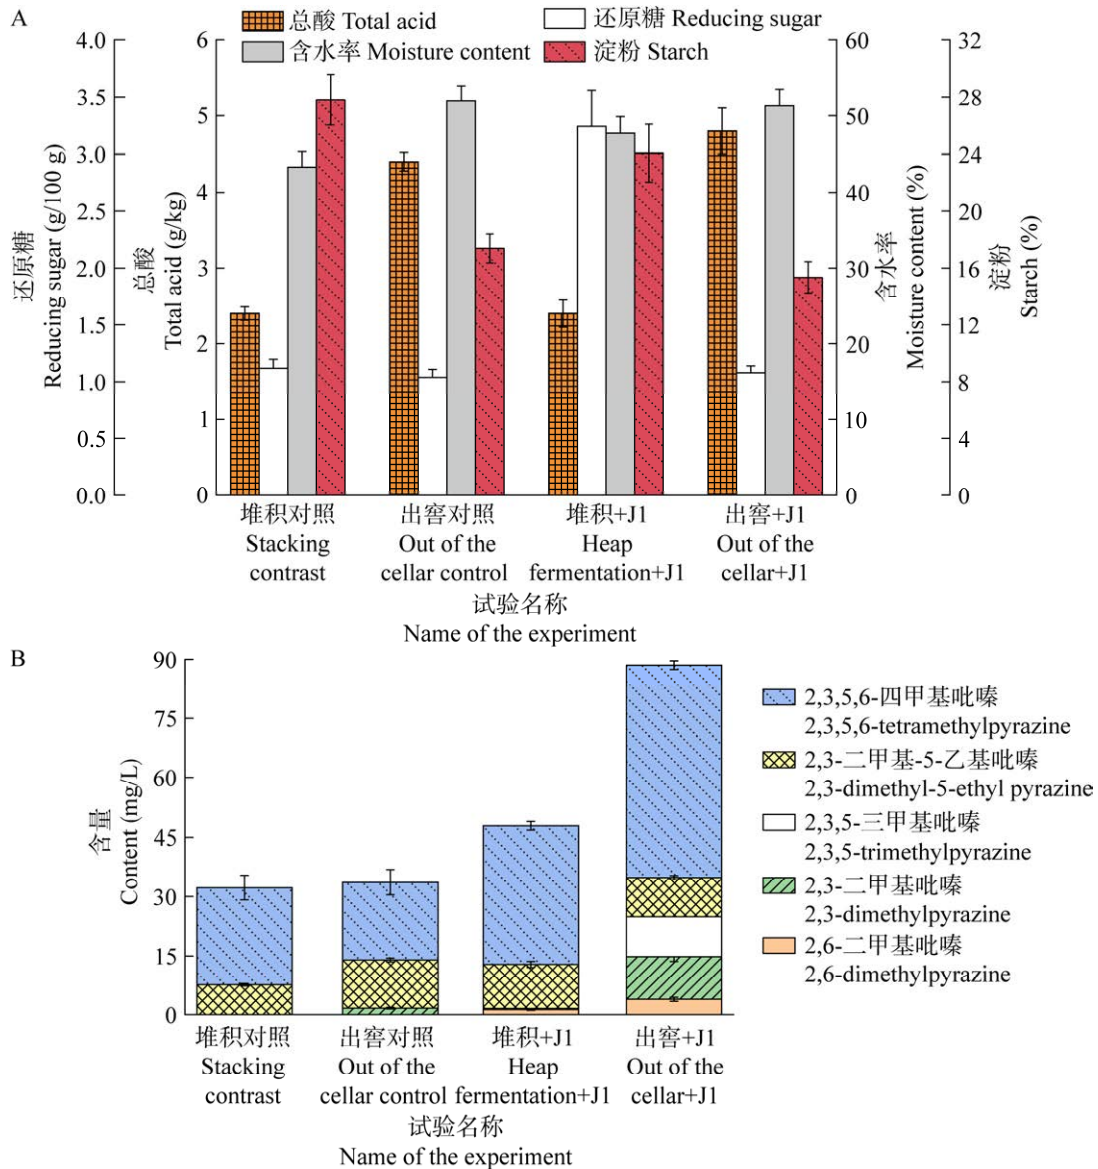 A
总酸 Total acid
还原糖 Reducing sugar
含水率 Moisture content
淀粉 Starch
还原糖
Reducing sugar (g/100 g)
4.0
3.5
3.0
2.5
2.0
1.5
1.0
0.5
0.0
总酸
Total acid (g/kg)
6
5
4
3
2
1
0
60
50
40
30
20
10
0
含水率
Moisture content (%)
32
28
24
20
16
12
8
4
0
淀粉
Starch (%)
堆积对照
Stacking
contrast
出窖对照
Out of the
cellar control
堆积+J1
Heap
fermentation+J1
出窖+J1
Out of the
cellar+J1
试验名称
Name of the experiment
B
含量
Content (mg/L)
90
75
60
45
30
15
0
2,3,5,6-四甲基吡嗪
2,3,5,6-tetramethylpyrazine
2,3-二甲基-5-乙基吡嗪
2,3-dimethyl-5-ethyl pyrazine
2,3,5-三甲基吡嗪
2,3,5-trimethylpyrazine
2,3-二甲基吡嗪
2,3-dimethylpyrazine
2,6-二甲基吡嗪
2,6-dimethylpyrazine
堆积对照
Stacking
contrast
出窖对照
Out of the
cellar control
堆积+J1
Heap
fermentation+J1
出窖+J1
Out of the
cellar+J1
试验名称
Name of the experiment